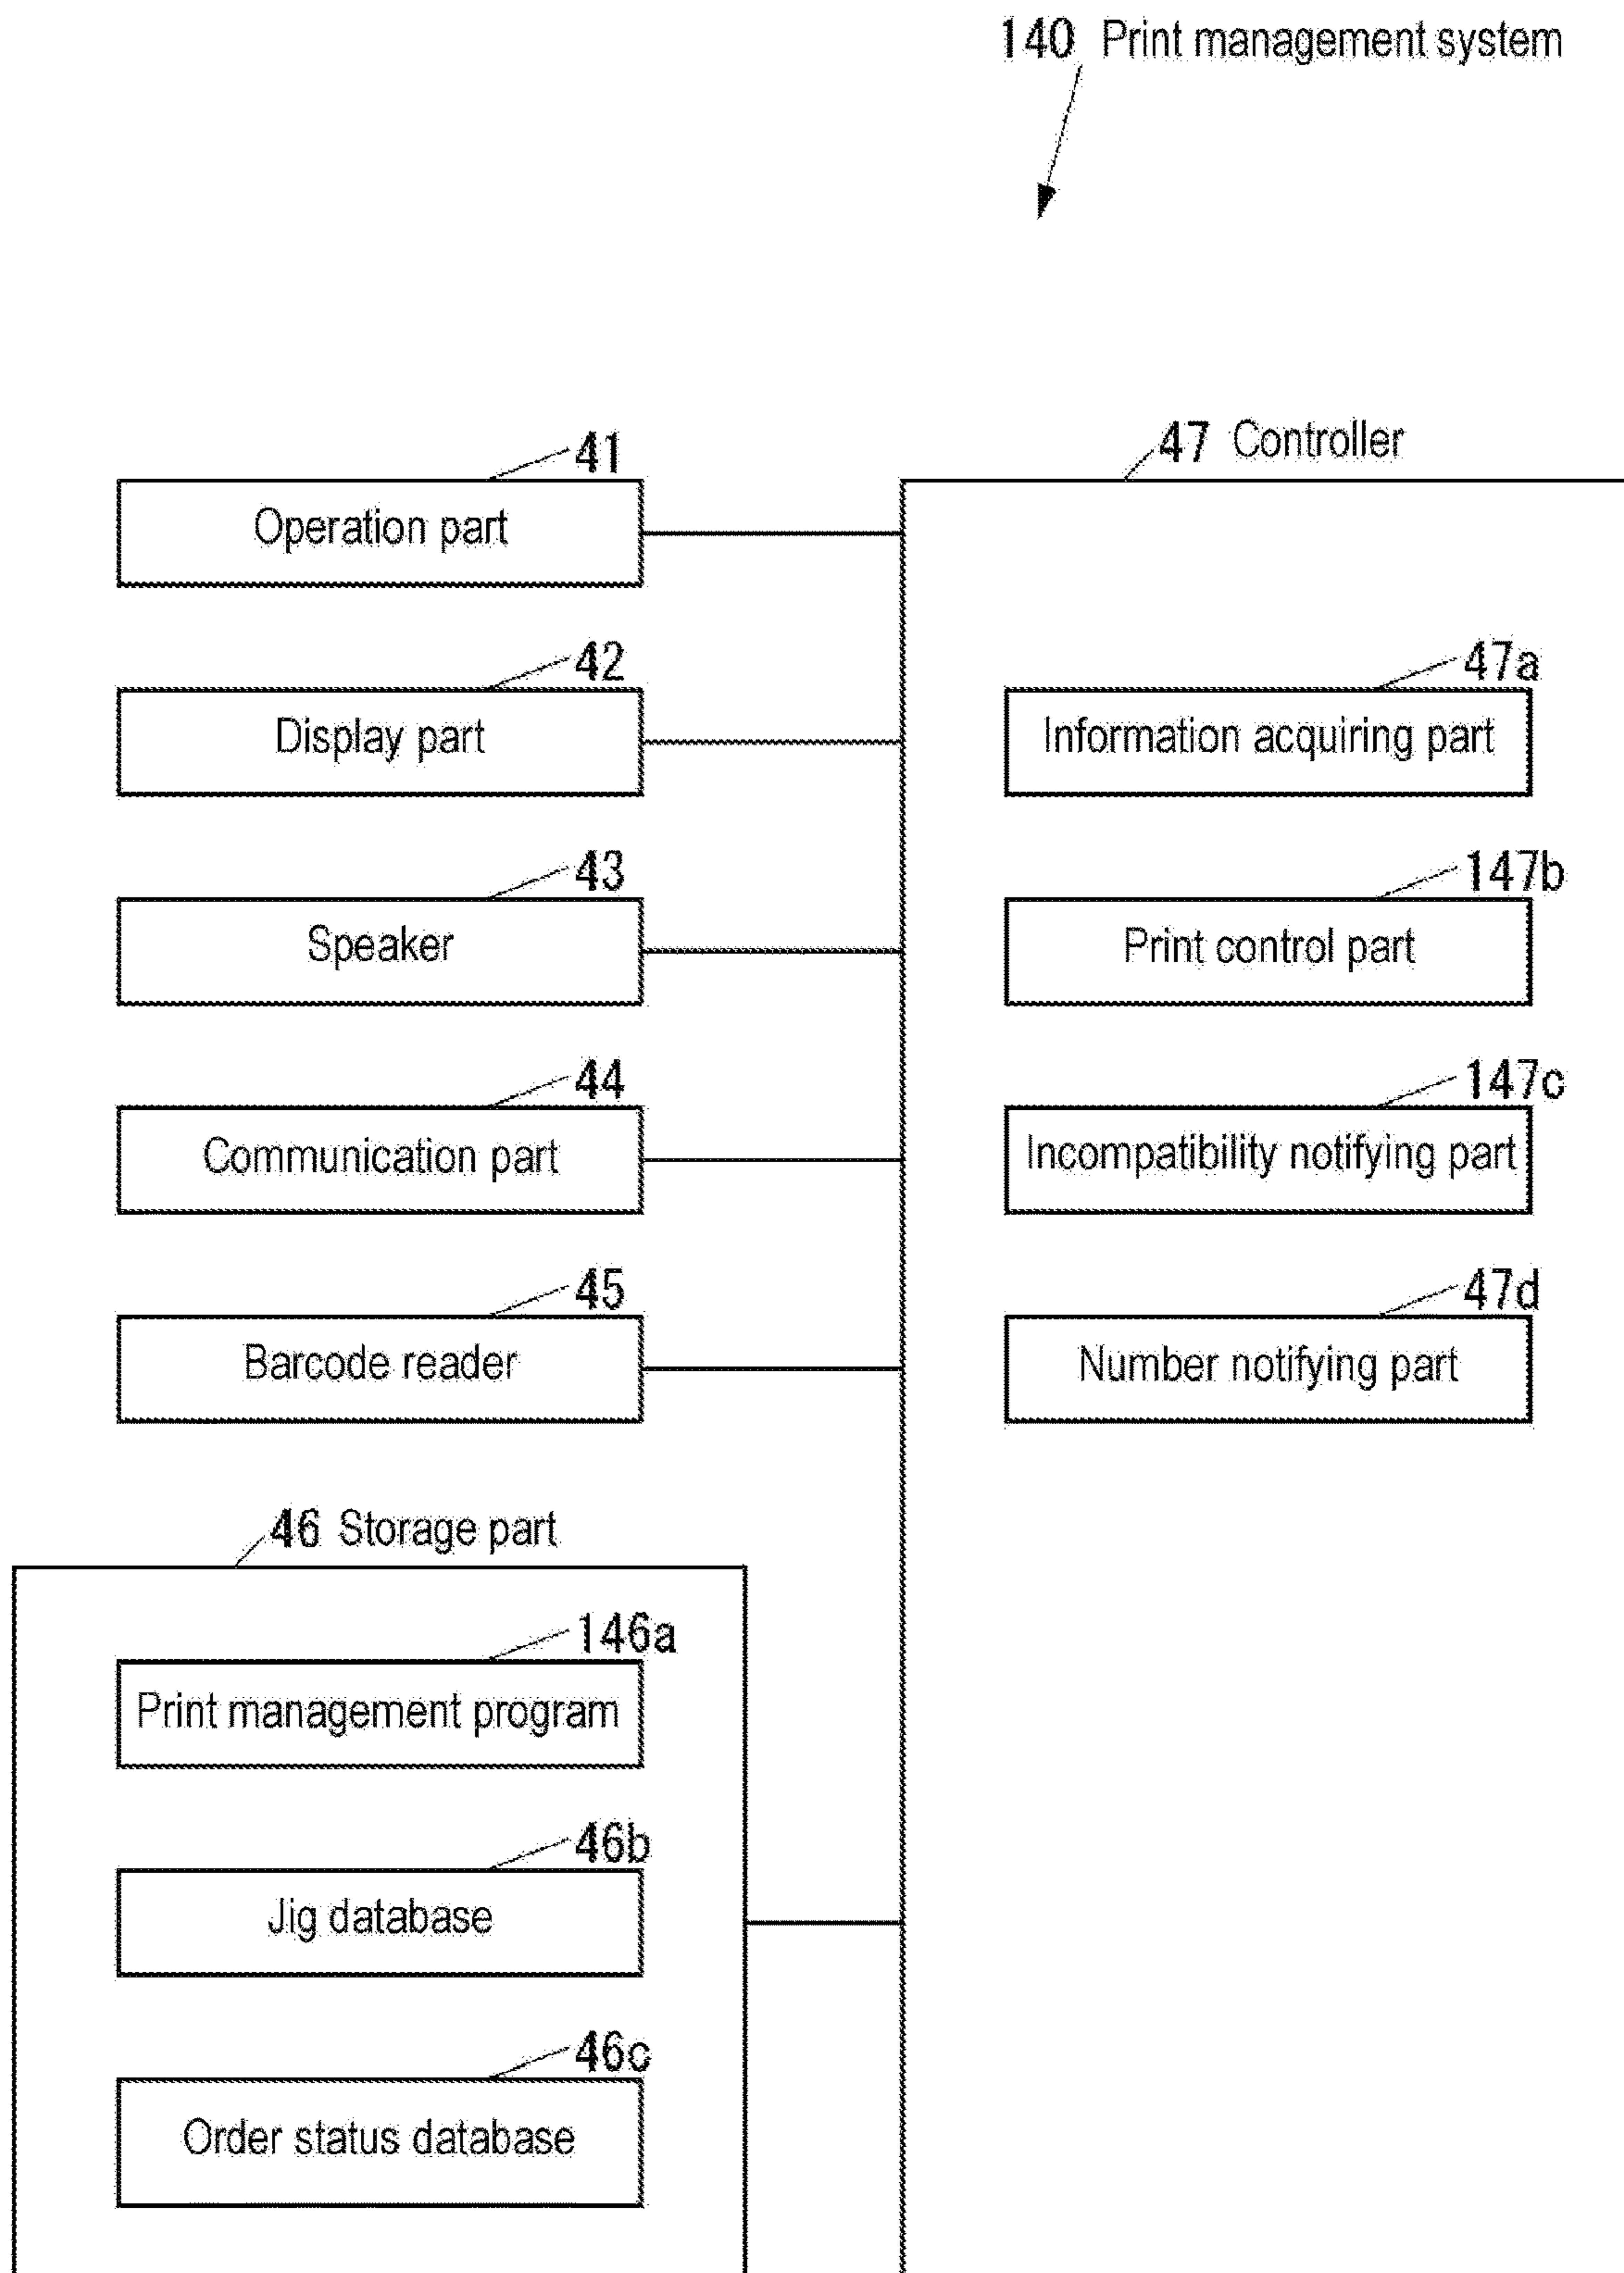 140 Print management system
41
Operation part
42
Display part
43
Speaker
44
Communication part
45
Barcode reader
46 Storage part
146a
Print management program
46b
Jig database
46c
Order status database
47 Controller
47a
Information acquiring part
147b
Print control part
147c
Incompatibility notifying part
47d
Number notifying part